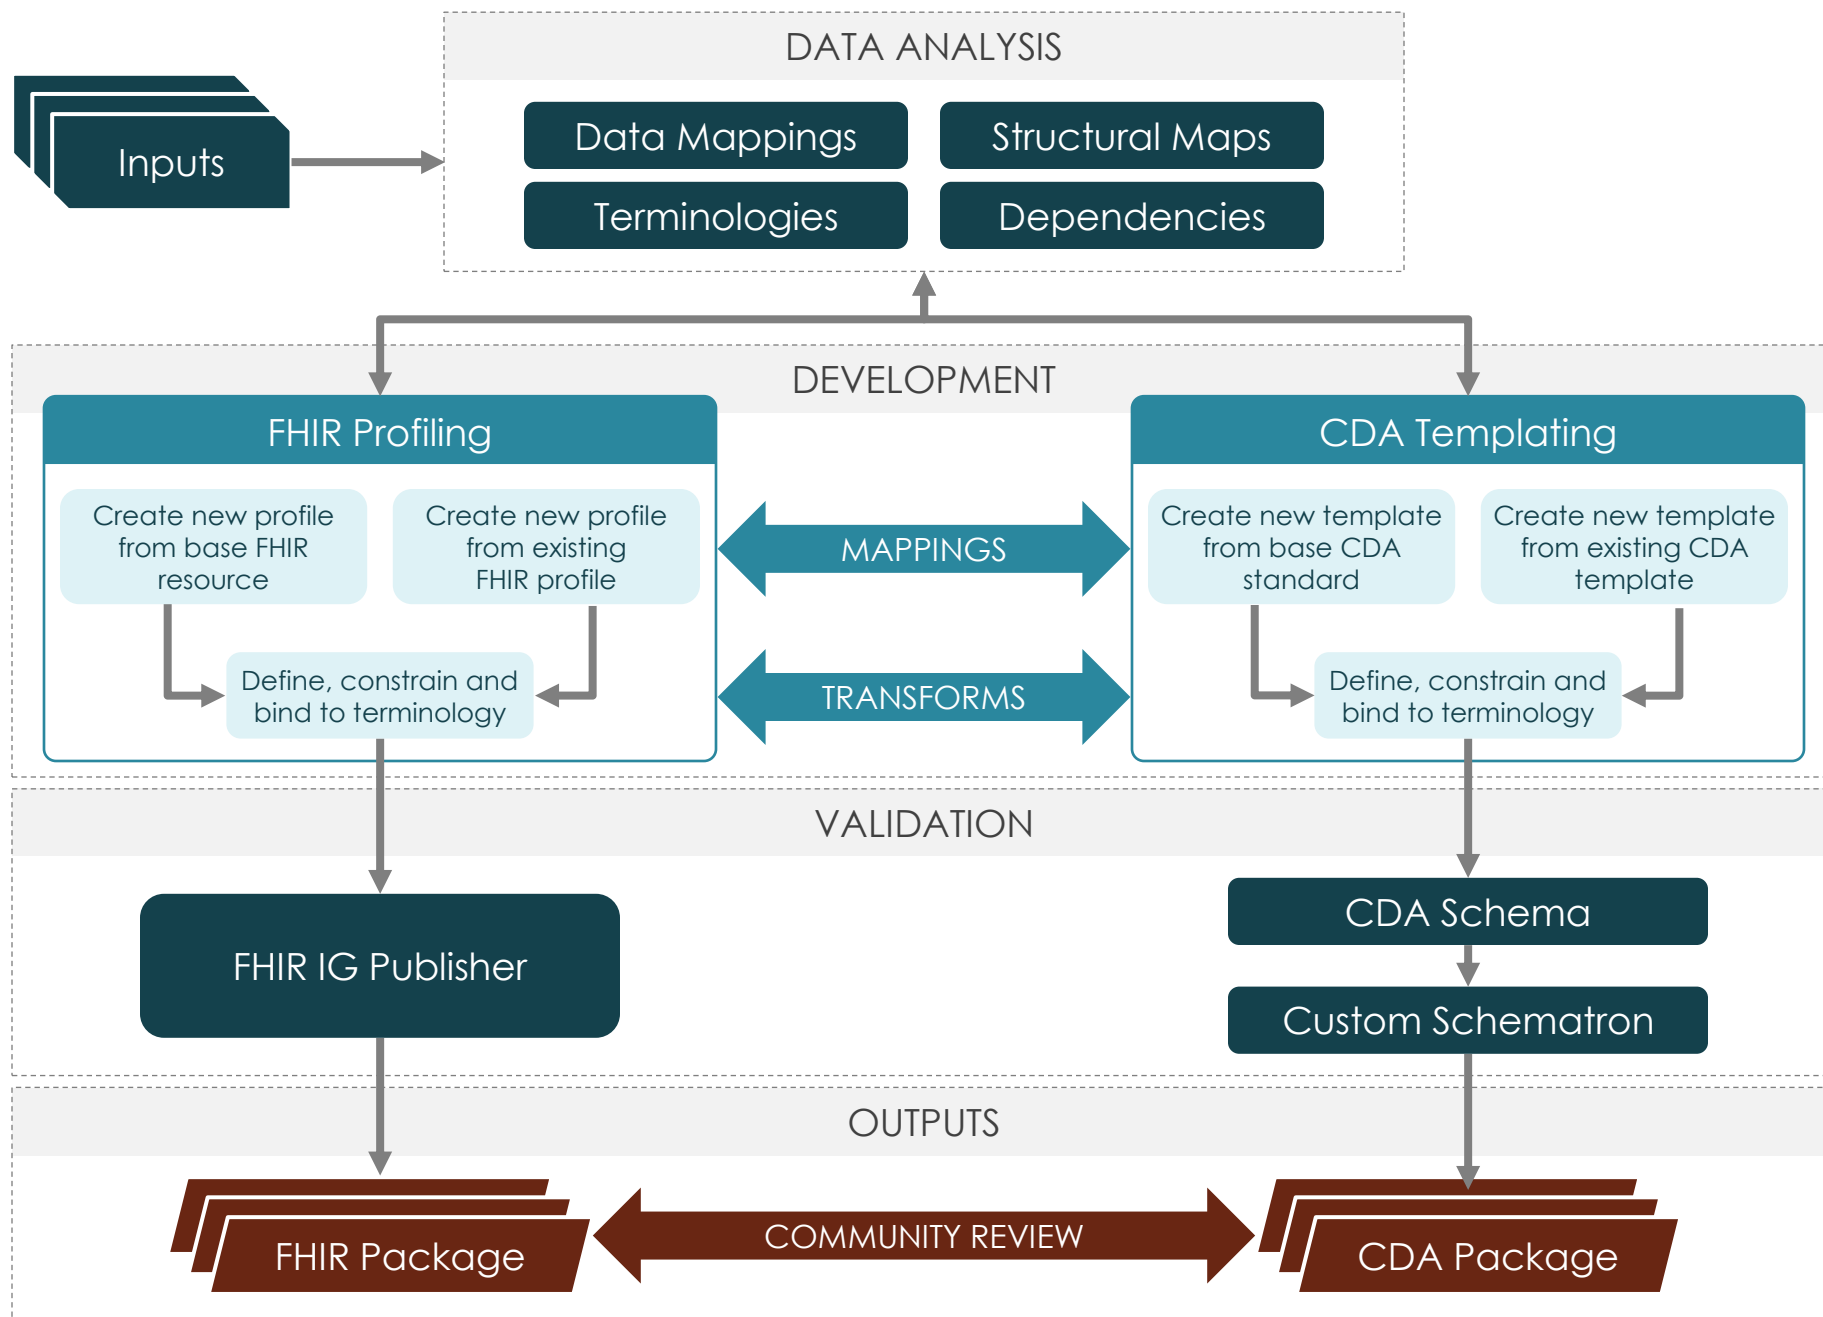 DATA ANALYSIS
Inputs
Data Mappings
Structural Maps
Terminologies
Dependencies
DEVELOPMENT
FHIR Profiling
Create new profile
from base FHIR
resource
Create new profile
from existing
FHIR profile
Define, constrain and
bind to terminology
MAPPINGS
TRANSFORMS
CDA Templating
Create new template
from base CDA
standard
Create new template
from existing CDA
template
Define, constrain and
bind to terminology
VALIDATION
FHIR IG Publisher
CDA Schema
Custom Schematron
OUTPUTS
FHIR Package
COMMUNITY REVIEW
CDA Package